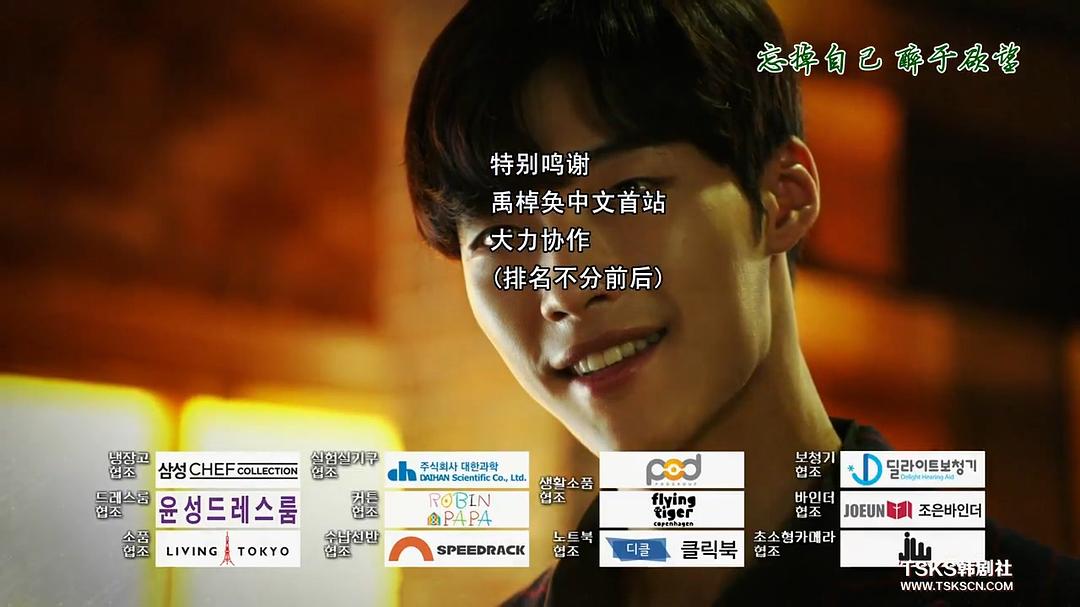 忘掉自己 醉于欲望
特别鸣谢
禹棹奂中文首站
大力协作
(排名不分前后)
냉장고
협조
삼성 CHEF COLLECTION
실험실기구
협조
주식회사 대한과학
DAIHAN Scientific Co., Ltd.
생활소품
협조
pod
보청기
협조
딜라이트보청기
Delight Hearing Aid
드레스룸
협조
윤성드레스룸
커튼
협조
ROBIN
PAPA
flying
tiger
copenhagen
바인더
협조
JOEUN 조은바인더
소품
협조
LIVING TOKYO
수납선반
협조
SPEEDRACK
노트북
협조
디클 클릭북
초소형카메라
협조
TSKS韩剧社
WWW.TSKSCN.COM